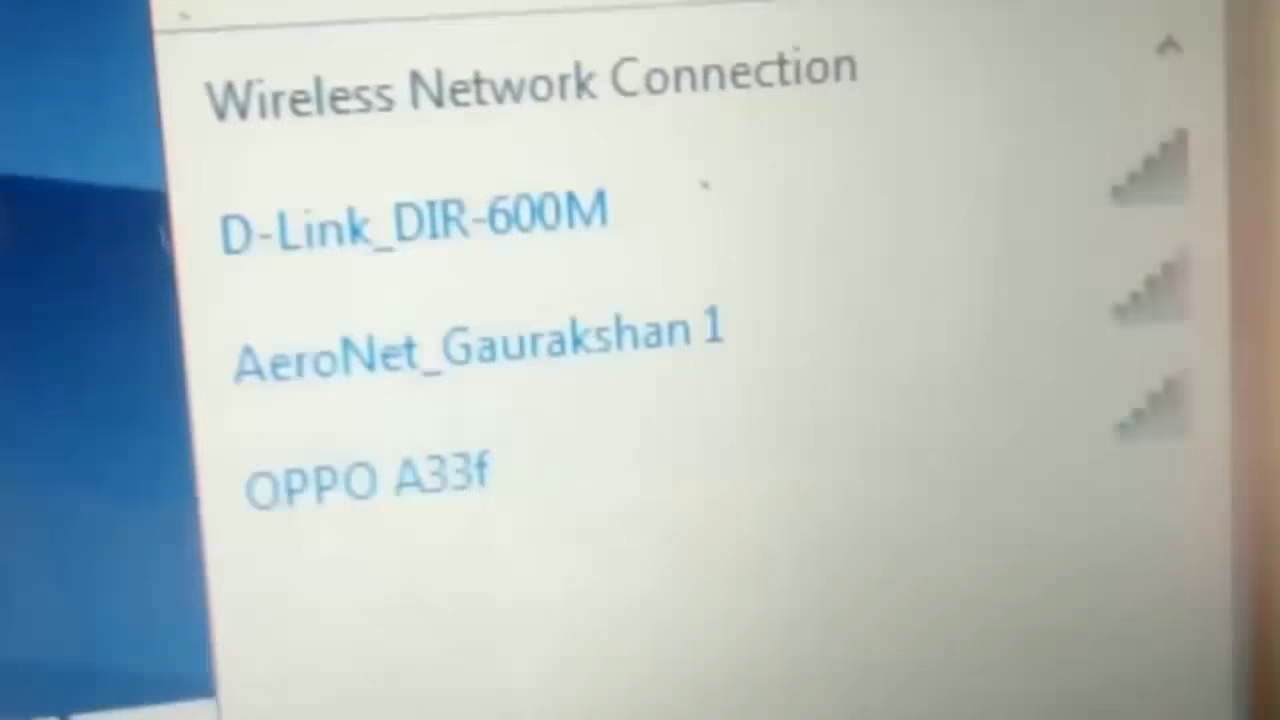 Wireless Network Connection
D-Link_DIR-600M
AeroNet_Gaurakshan 1
OPPO A33f